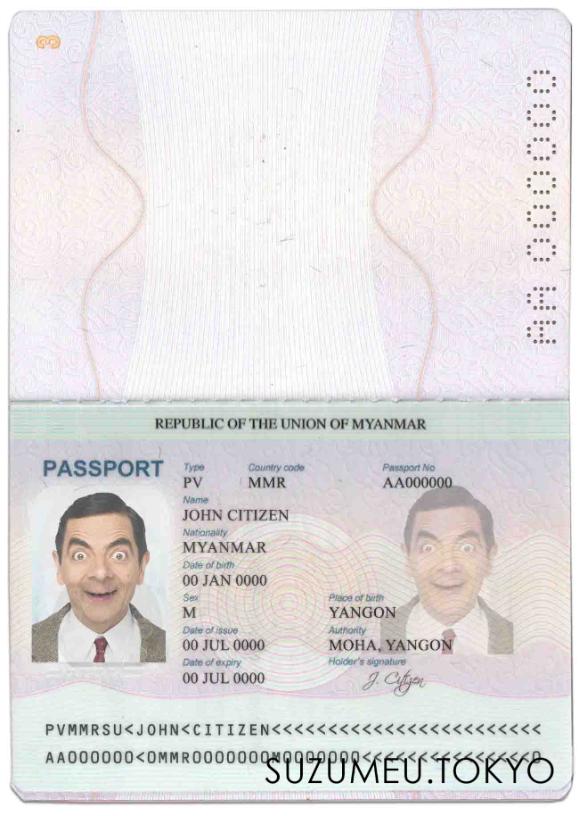 3
AA 000000
REPUBLIC OF THE UNION OF MYANMAR
PASSPORT
Type Country code Passport No
PV MMR AA000000
Name
JOHN CITIZEN
Nationality
MYANMAR
Date of birth
00 JAN 0000
Sex Place of birth
M YANGON
Date of issue Authority
00 JUL 0000 MOHA, YANGON
Date of expiry Holder's signature
00 JUL 0000 J. Citizen
PVMMRSU<JOHN<CITIZEN<<<<<<<<<<<<<<<<<<<<<<<<
AA000000<0MMR0000000M0000000<<<<<<<<<<<<<<<0
SUZUMEU.TOKYO